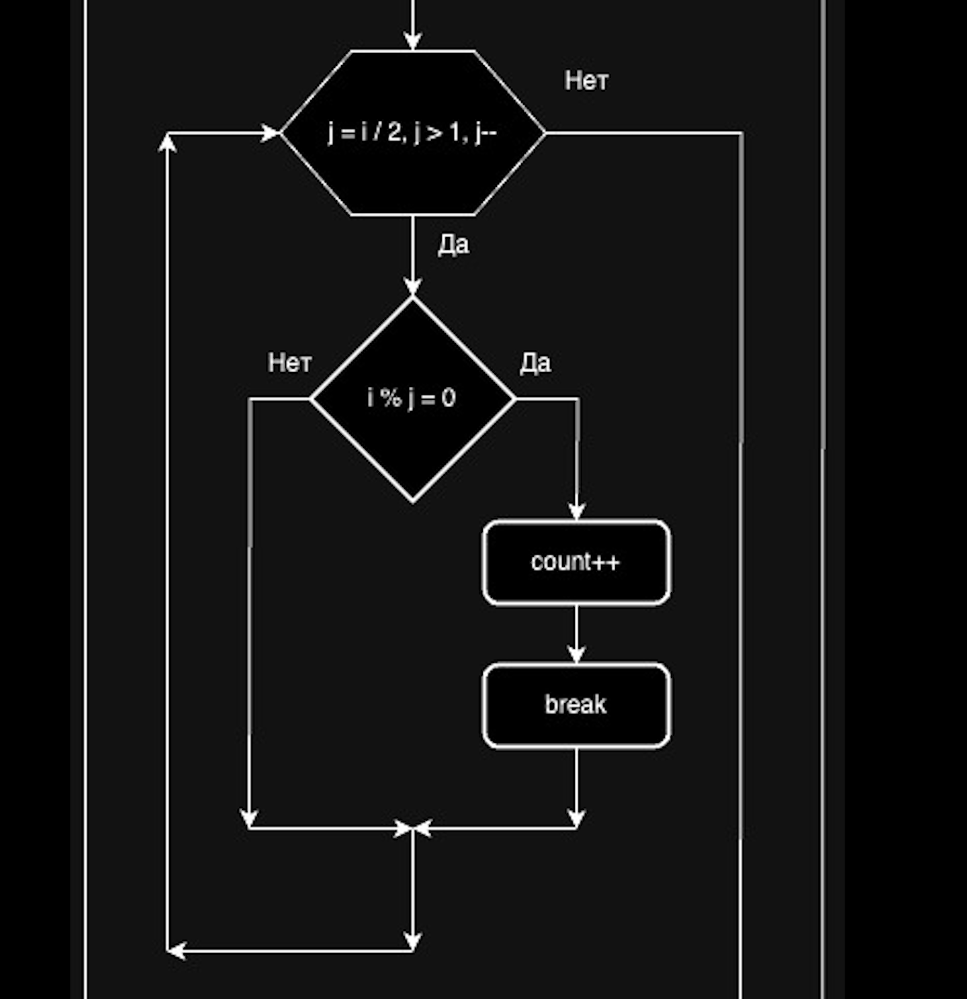 Нет
j = i / 2, j > 1, j--
Да
Нет
Да
i % j = 0
count++
break